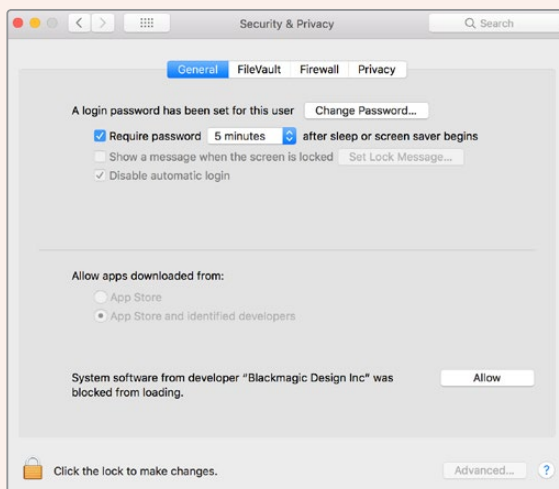 Security & Privacy
Search
General FileVault Firewall Privacy
A login password has been set for this user Change Password...
Require password 5 minutes after sleep or screen saver begins
Show a message when the screen is locked Set Lock Message...
Disable automatic login
Allow apps downloaded from:
App Store
App Store and identified developers
System software from developer “Blackmagic Design Inc” was
blocked from loading.
Allow
Click the lock to make changes.
Advanced...
?